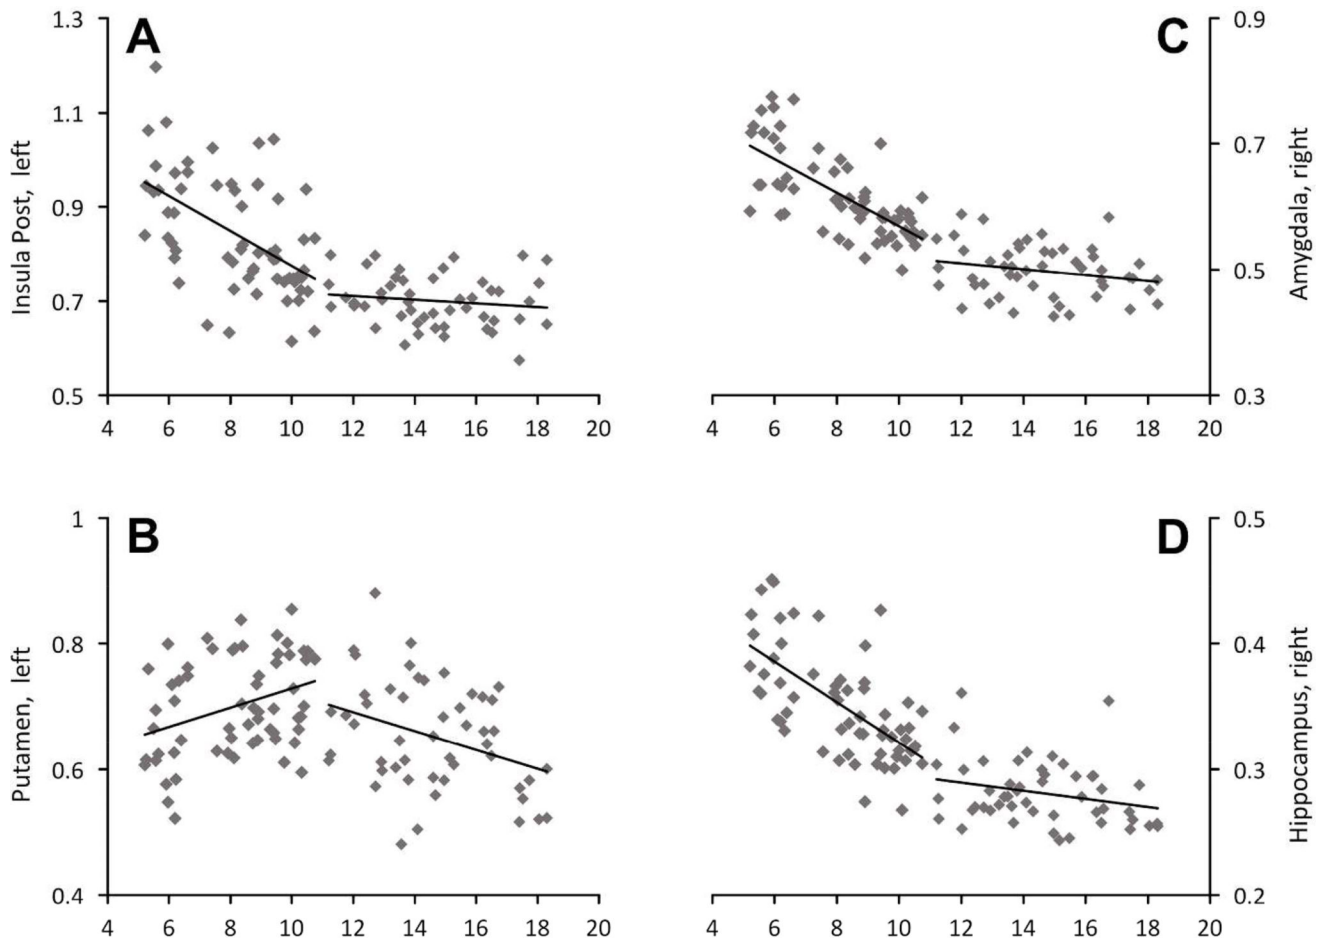 A
1.3
1.1
0.9
0.7
0.5
Insula Post, left
4 6 8 10 12 14 16 18 20
C
0.9
0.7
0.5
0.3
Amygdala, right
4 6 8 10 12 14 16 18 20
B
1
0.8
0.6
0.4
Putamen, left
4 6 8 10 12 14 16 18 20
D
0.5
0.4
0.3
0.2
Hippocampus, right
4 6 8 10 12 14 16 18 20